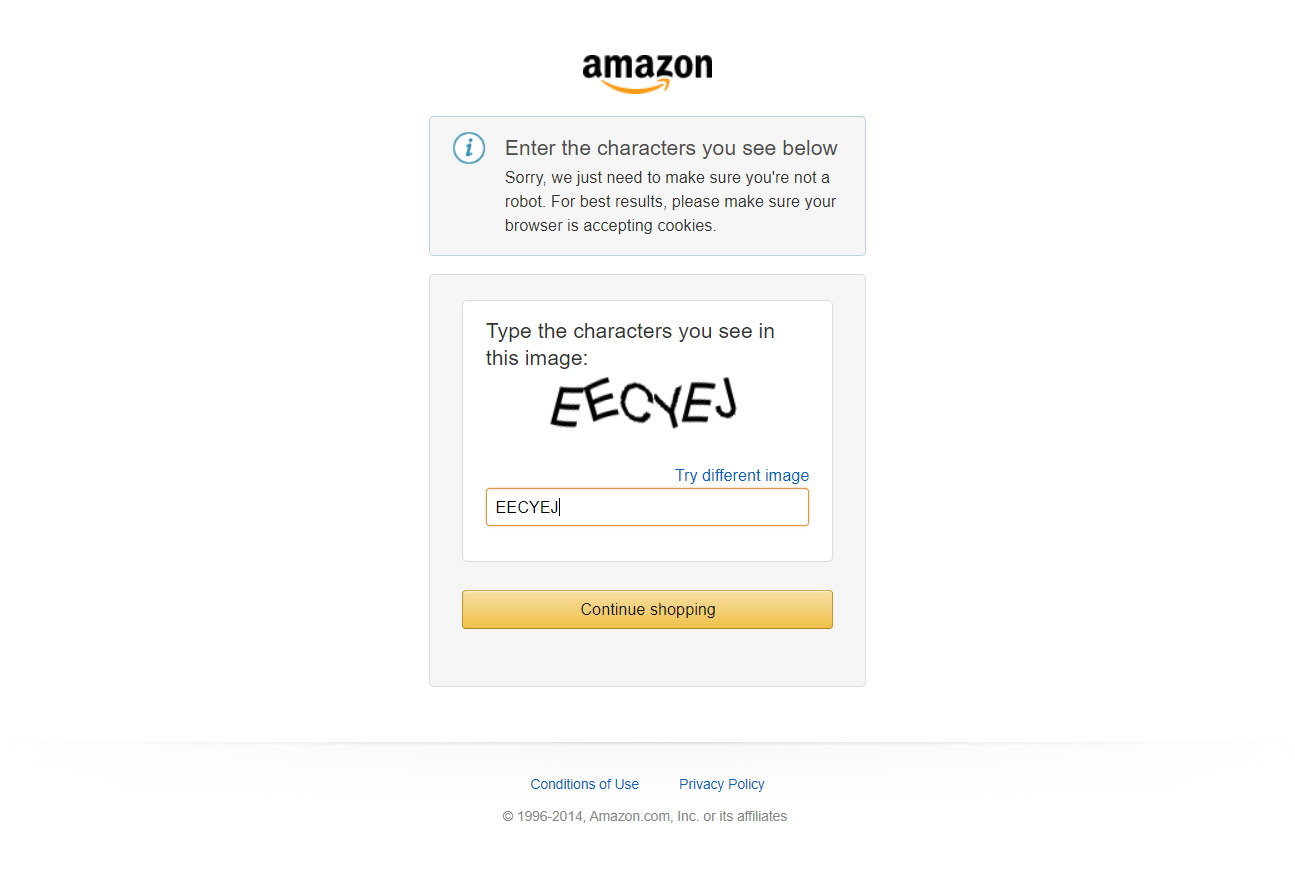 amazon
Enter the characters you see below
Sorry, we just need to make sure you're not a
robot. For best results, please make sure your
browser is accepting cookies.
Type the characters you see in
this image:
EECYEJ
Try different image
EECYEJ
Continue shopping
Conditions of Use Privacy Policy
© 1996-2014, Amazon.com, Inc. or its affiliates